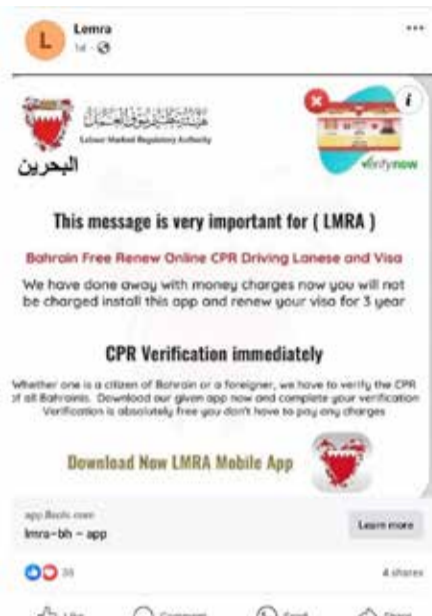 L
Lemra
1d
هيئة تنظيم سوق العمل
Labour Market Regulatory Authority
البحرين
i
verifynow
This message is very important for ( LMRA )
Bahrain Free Renew Online CPR Driving Lanese and Visa
We have done away with money charges now you will not
be charged install this app and renew your visa for 3 year
CPR Verification immediately
Whether one is a citizen of Bahrain or a foreigner, we have to verify the CPR
of all Bahrainis. Download our given app now and complete your verification
Verification is absolutely free you don't have to pay any charges
Download Now LMRA Mobile App
lmra-bh - app
Learn more
4 shares
Like
Comment
Send
Share